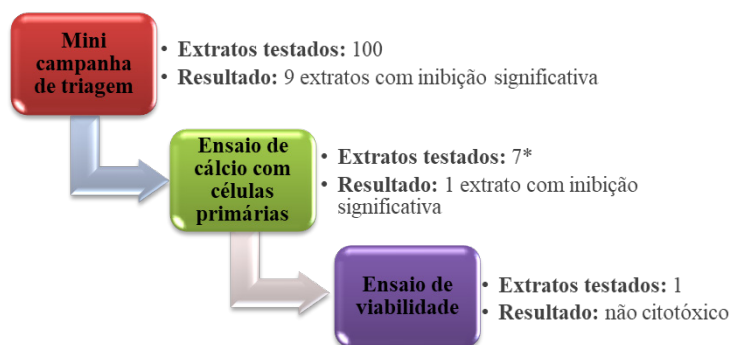 Mini
campanha
de triagem
• Extratos testados: 100
• Resultado: 9 extratos com inibição significativa
Ensaio de
cálcio com
células
primárias
• Extratos testados: 7*
• Resultado: 1 extrato com inibição
significativa
Ensaio de
viabilidade
• Extratos testados: 1
• Resultado: não citotóxico